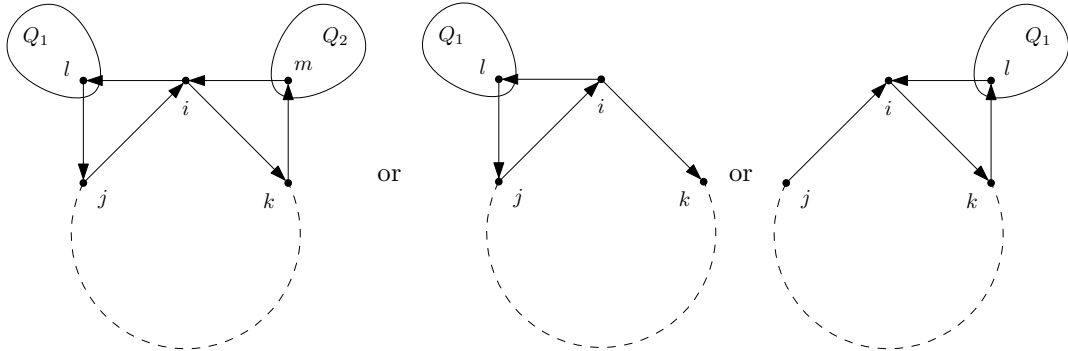 Q₁ Q₂ Q₁ Q₁
l m l l
i i i
or or
j k j k j k